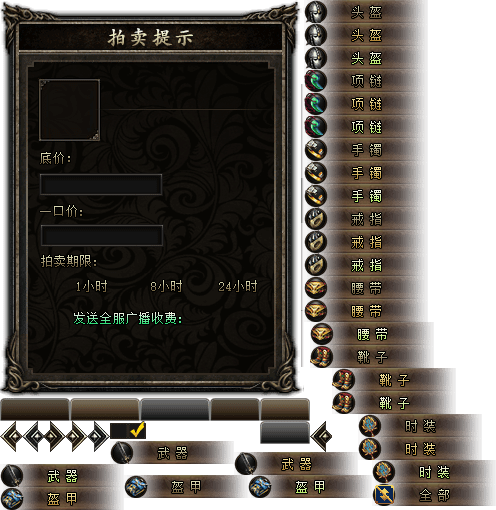 拍卖提示
底价:
一口价:
拍卖期限:
1小时 8小时 24小时
发送全服广播收费:
头盔
头盔
头盔
项链
项链
项链
手镯
手镯
手镯
戒指
戒指
戒指
腰带
腰带
腰带
靴子
靴子
靴子
时装
时装
时装
全部
武器
武器
武器
盔甲
盔甲
盔甲